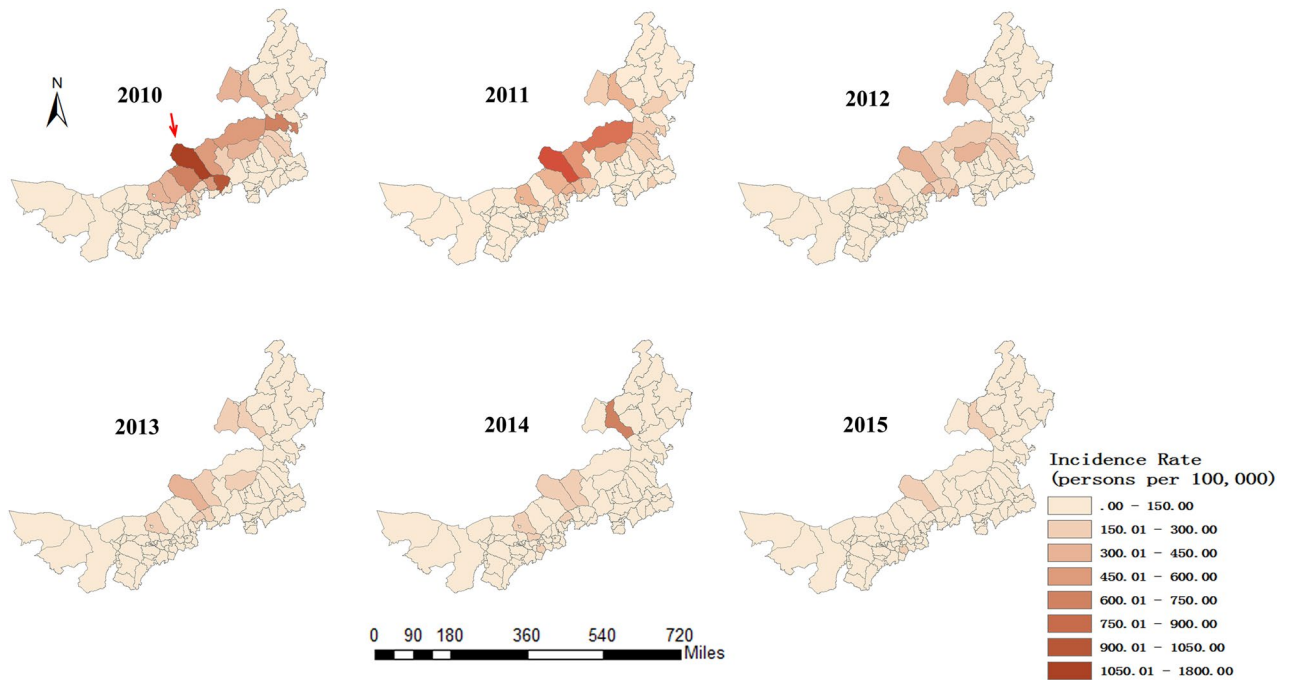 N
2010
2011
2012
2013
2014
2015
Incidence Rate
(persons per 100,000)
.00 - 150.00
150.01 - 300.00
300.01 - 450.00
450.01 - 600.00
600.01 - 750.00
750.01 - 900.00
900.01 - 1050.00
1050.01 - 1800.00
0 90 180 360 540 720
Miles